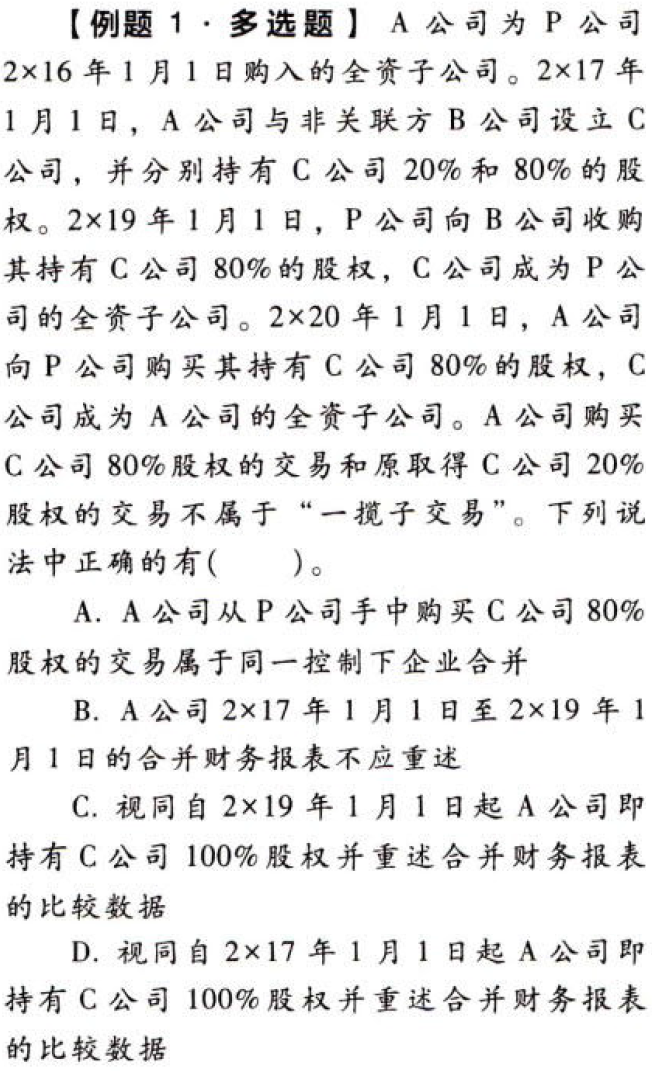 【例题 1·多选题】 A 公司为 P 公司
2×16 年 1 月 1 日购入的全资子公司。2×17 年
1 月 1 日，A 公司与非关联方 B 公司设立 C
公司，并分别持有 C 公司 20%和 80%的股
权。2×19 年 1 月 1 日，P 公司向 B 公司收购
其持有 C 公司 80%的股权，C 公司成为 P 公
司的全资子公司。2×20 年 1 月 1 日，A 公司
向 P 公司购买其持有 C 公司 80%的股权，C
公司成为 A 公司的全资子公司。A 公司购买
C 公司 80%股权的交易和原取得 C 公司 20%
股权的交易不属于“一揽子交易”。下列说
法中正确的有(　　)。
A. A 公司从 P 公司手中购买 C 公司 80%
股权的交易属于同一控制下企业合并
B. A 公司 2×17 年 1 月 1 日至 2×19 年 1
月 1 日的合并财务报表不应重述
C. 视同自 2×19 年 1 月 1 日起 A 公司即
持有 C 公司 100%股权并重述合并财务报表
的比较数据
D. 视同自 2×17 年 1 月 1 日起 A 公司即
持有 C 公司 100%股权并重述合并财务报表
的比较数据